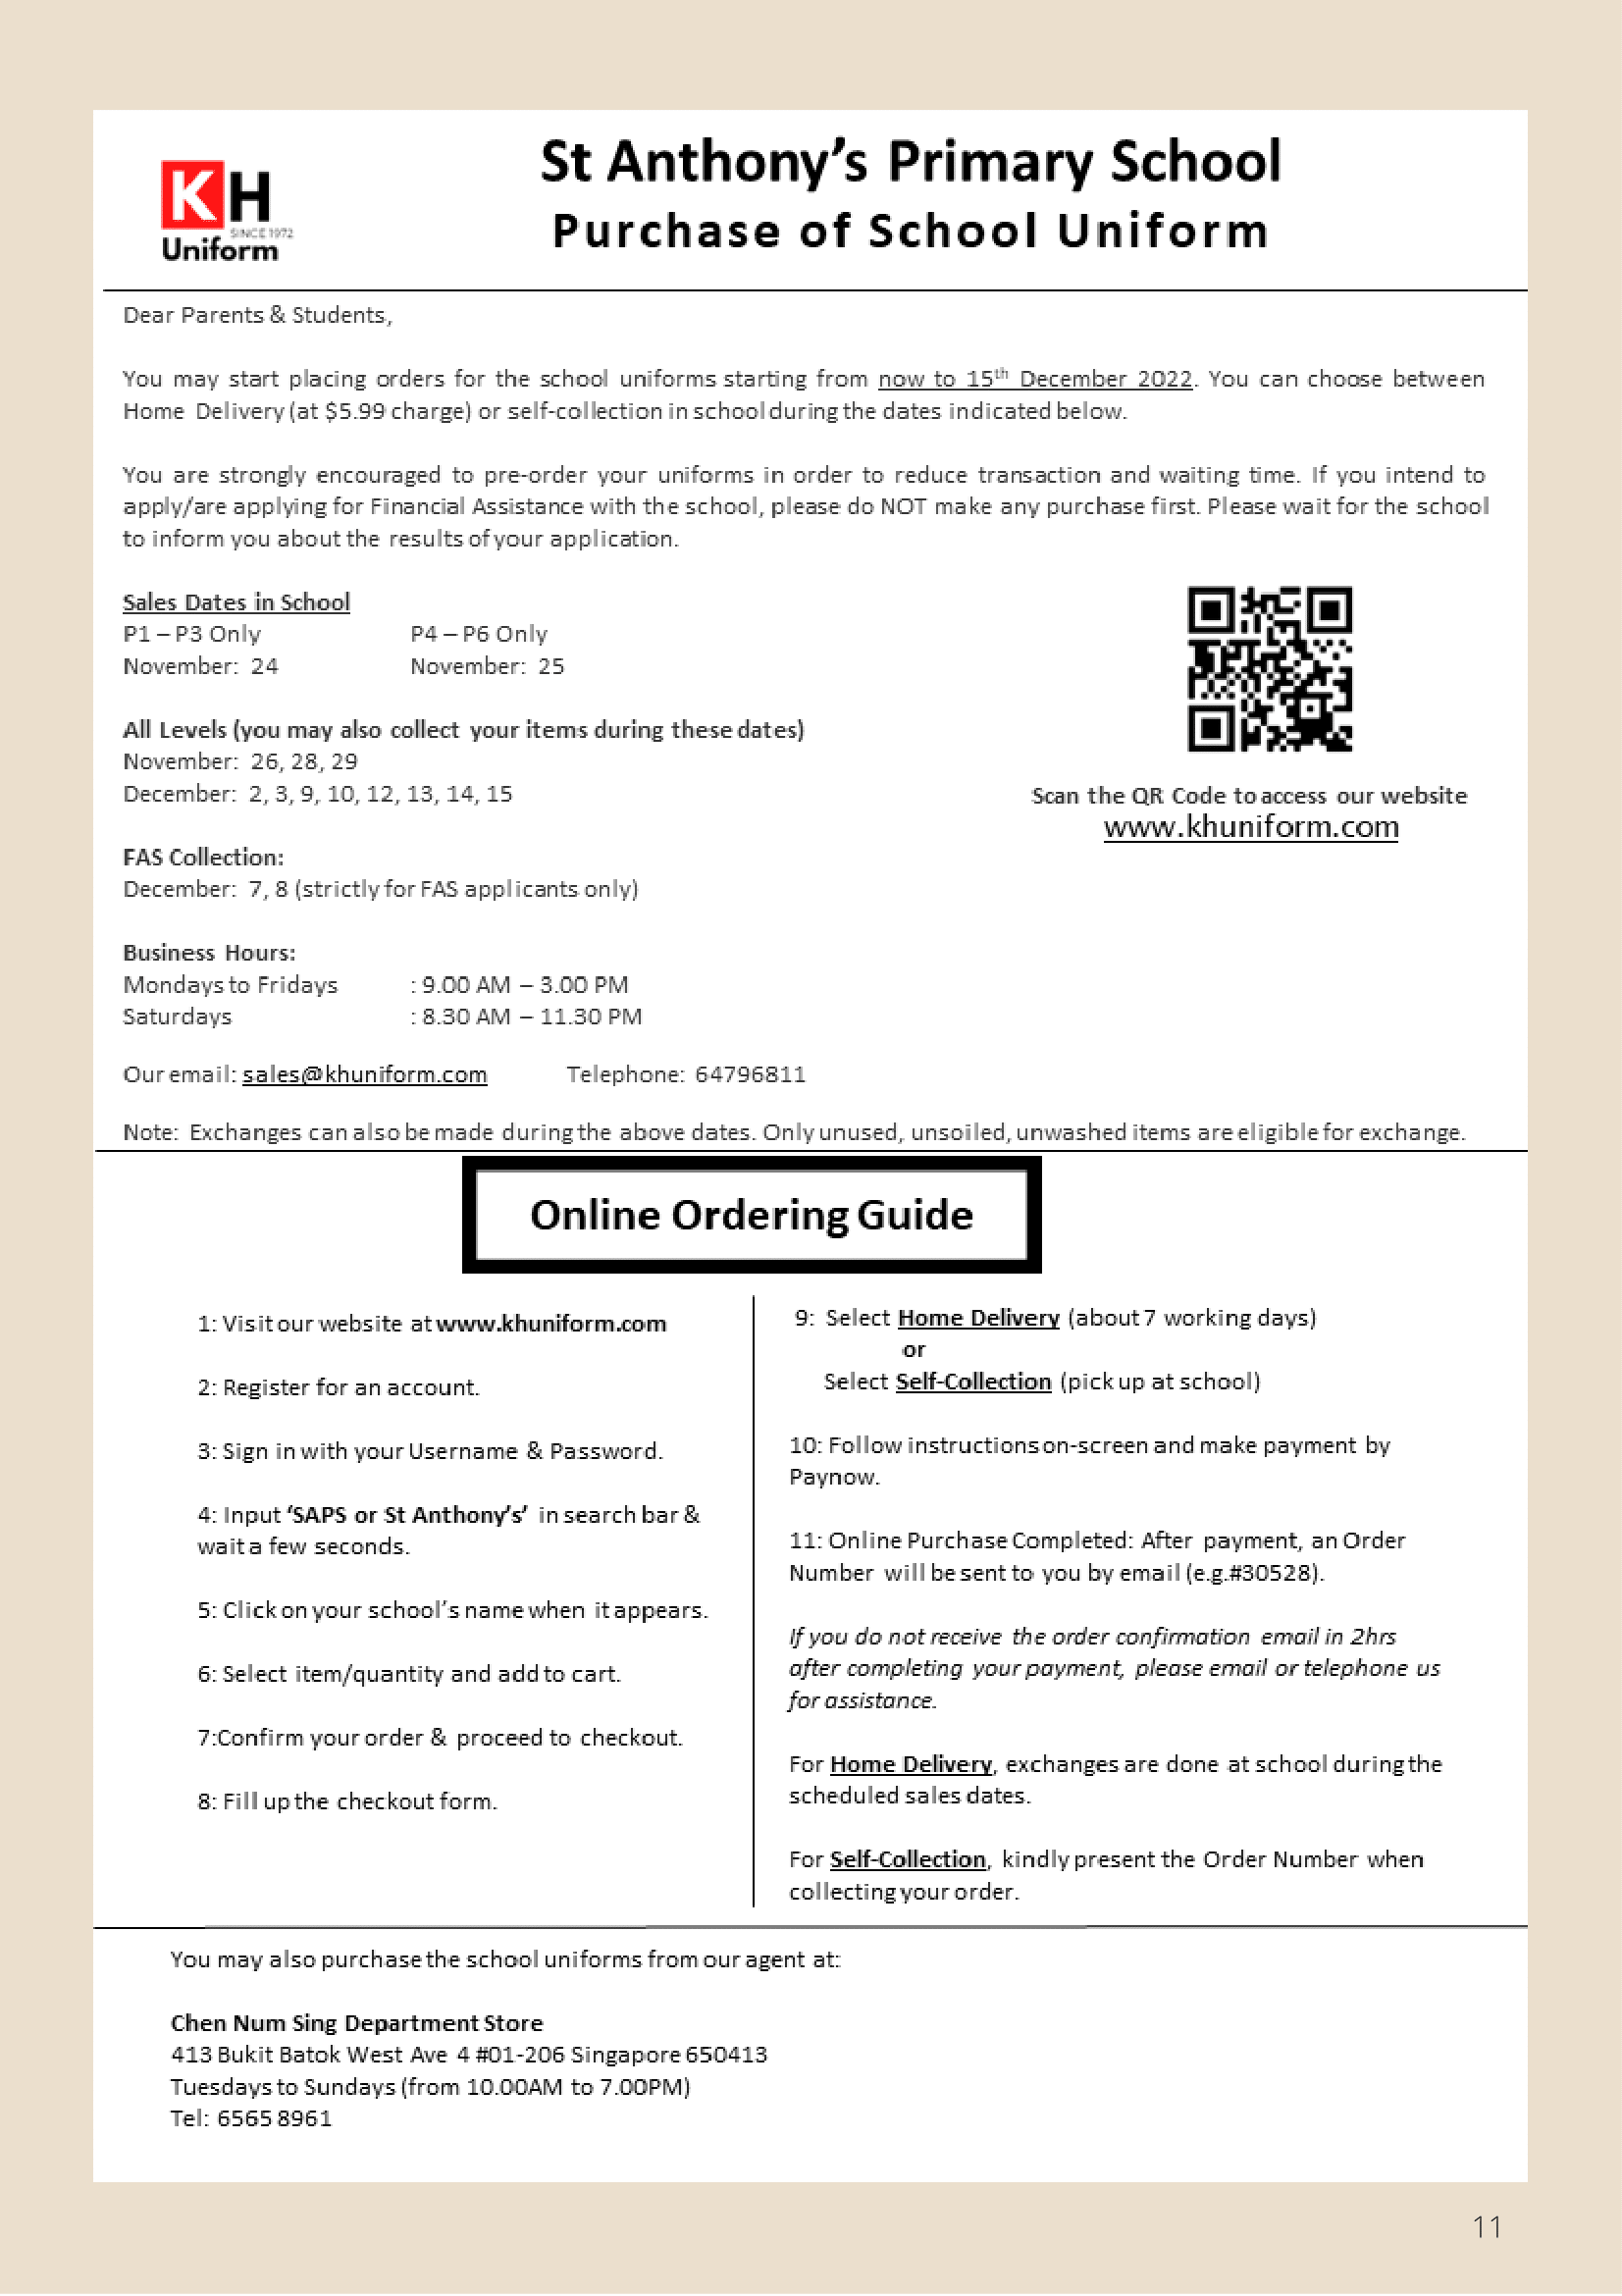 KH
SINCE 1972
Uniform
St Anthony's Primary School
Purchase of School Uniform
Dear Parents & Students,
You may start placing orders for the school uniforms starting from now to 15th December 2022. You can choose between
Home Delivery (at $5.99 charge) or self-collection in school during the dates indicated below.
You are strongly encouraged to pre-order your uniforms in order to reduce transaction and waiting time. If you intend to
apply/are applying for Financial Assistance with the school, please do NOT make any purchase first. Please wait for the school
to inform you about the results of your application.
Sales Dates in School
P1 – P3 Only P4 – P6 Only
November: 24 November: 25
All Levels (you may also collect your items during these dates)
November: 26, 28, 29
December: 2, 3, 9, 10, 12, 13, 14, 15
Scan the QR Code to access our website
www.khuniform.com
FAS Collection:
December: 7, 8 (strictly for FAS applicants only)
Business Hours:
Mondays to Fridays : 9.00 AM – 3.00 PM
Saturdays : 8.30 AM – 11.30 PM
Our email: sales@khuniform.com Telephone: 64796811
Note: Exchanges can also be made during the above dates. Only unused, unsoiled, unwashed items are eligible for exchange.
Online Ordering Guide
1: Visit our website at www.khuniform.com
2: Register for an account.
3: Sign in with your Username & Password.
4: Input 'SAPS or St Anthony's' in search bar &
wait a few seconds.
5: Click on your school's name when it appears.
6: Select item/quantity and add to cart.
7:Confirm your order & proceed to checkout.
8: Fill up the checkout form.
9: Select Home Delivery (about 7 working days)
or
Select Self-Collection (pick up at school)
10: Follow instructions on-screen and make payment by
Paynow.
11: Online Purchase Completed: After payment, an Order
Number will be sent to you by email (e.g.#30528).
If you do not receive the order confirmation email in 2hrs
after completing your payment, please email or telephone us
for assistance.
For Home Delivery, exchanges are done at school during the
scheduled sales dates.
For Self-Collection, kindly present the Order Number when
collecting your order.
You may also purchase the school uniforms from our agent at:
Chen Num Sing Department Store
413 Bukit Batok West Ave 4 #01-206 Singapore 650413
Tuesdays to Sundays (from 10.00AM to 7.00PM)
Tel: 6565 8961
11